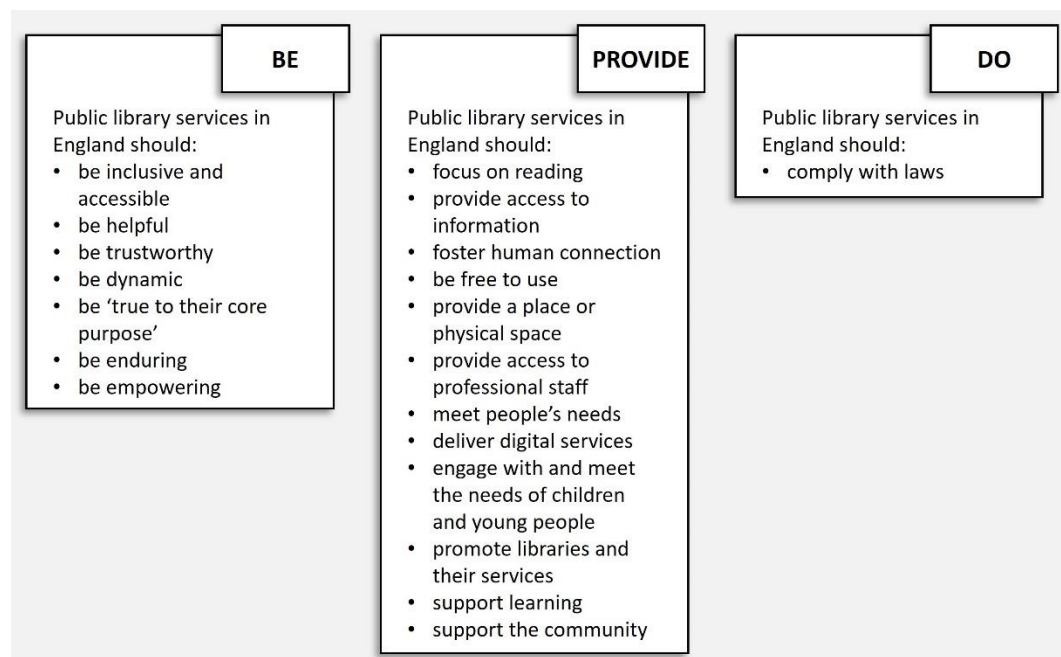 BE
Public library services in
England should:
• be inclusive and
accessible
• be helpful
• be trustworthy
• be dynamic
• be ‘true to their core
purpose’
• be enduring
• be empowering
PROVIDE
Public library services in
England should:
• focus on reading
• provide access to
information
• foster human connection
• be free to use
• provide a place or
physical space
• provide access to
professional staff
• meet people’s needs
• deliver digital services
• engage with and meet
the needs of children
and young people
• promote libraries and
their services
• support learning
• support the community
DO
Public library services in
England should:
• comply with laws